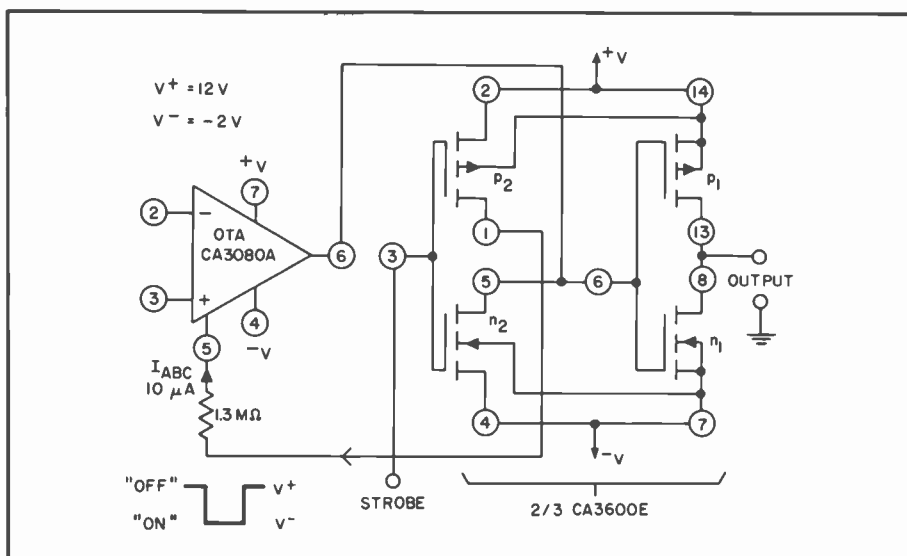 V+ = 12 V
V- = -2 V
+V
7
2
-
OTA
CA3080A
6
3
+
4
-V
5
I ABC
10 μA
1.3 MΩ
"OFF"
V+
"ON"
V-
+V
2
14
p2
p1
1
13
3
5
6
8
OUTPUT
n2
n1
4
7
-V
STROBE
2/3 CA3600E